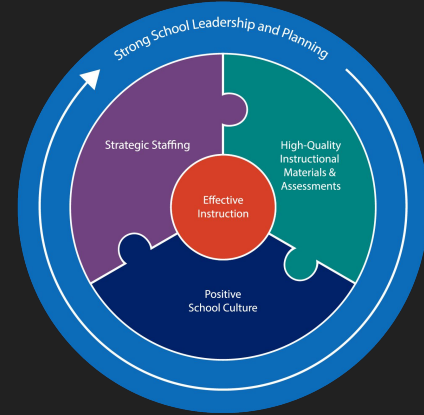 Strong School Leadership and Planning
Strategic Staffing
High-Quality
Instructional
Materials &
Assessments
Effective
Instruction
Positive
School Culture